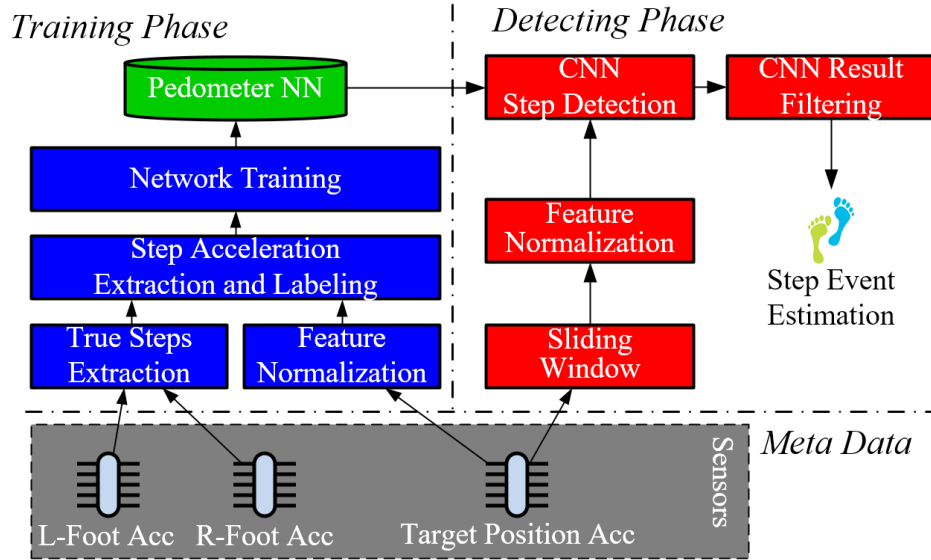 Training Phase
Detecting Phase
Pedometer NN
CNN
Step Detection
CNN Result
Filtering
Network Training
Step Acceleration
Extraction and Labeling
Feature
Normalization
Step Event
Estimation
True Steps
Extraction
Feature
Normalization
Sliding
Window
Meta Data
Sensors
L-Foot Acc
R-Foot Acc
Target Position Acc